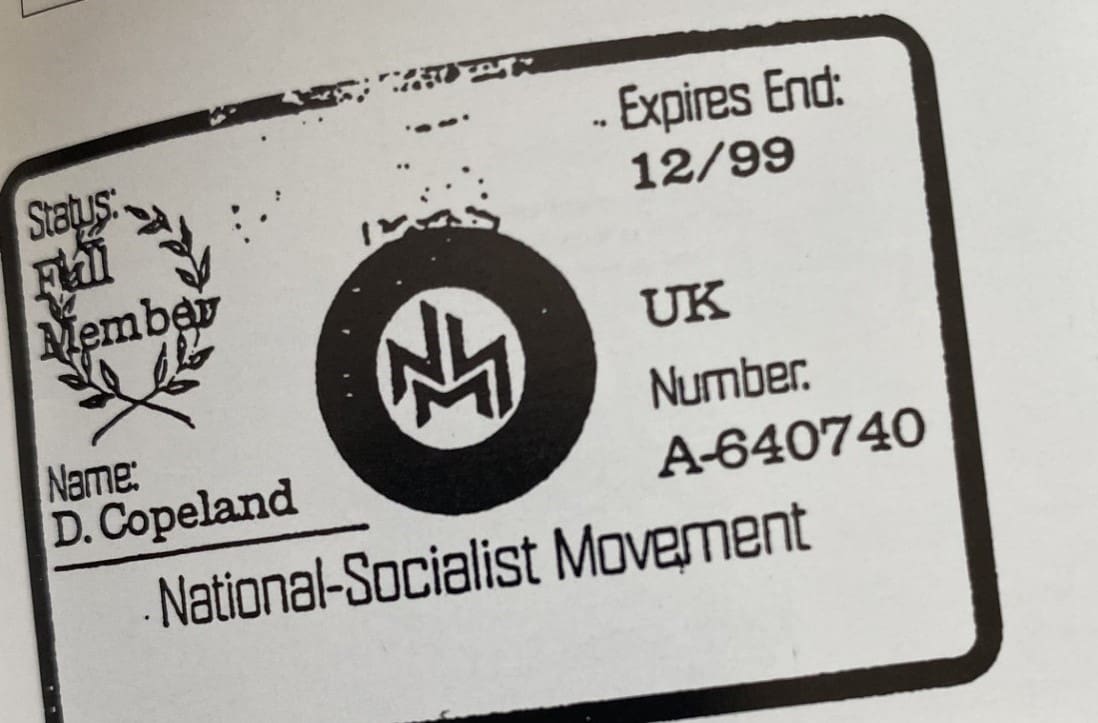 Expires End:
12/99
Status:
Full
Member
UK
Number.
A-640740
Name:
D. Copeland
National-Socialist Movement